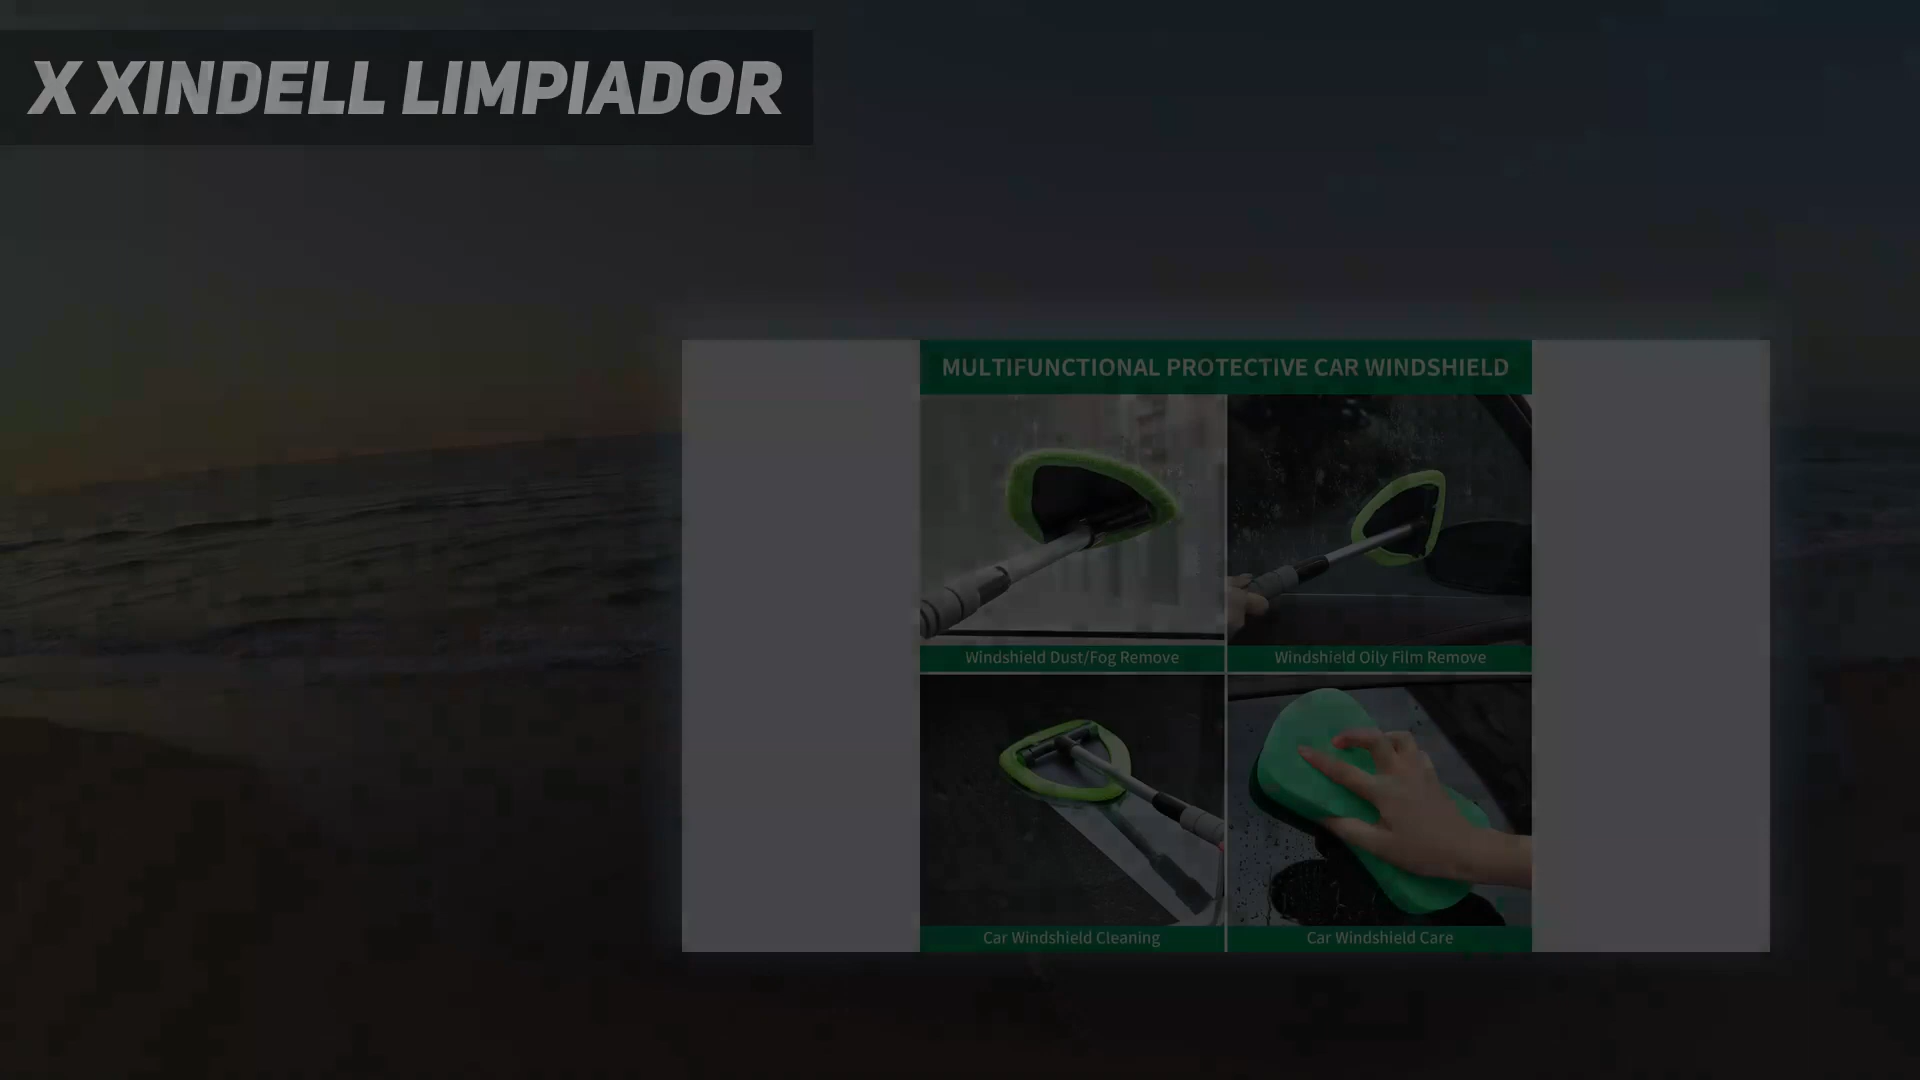 X XINDELL LIMPIADOR
MULTIFUNCTIONAL PROTECTIVE CAR WINDSHIELD
Windshield Dust/Fog Remove
Windshield Oily Film Remove
Car Windshield Cleaning
Car Windshield Care